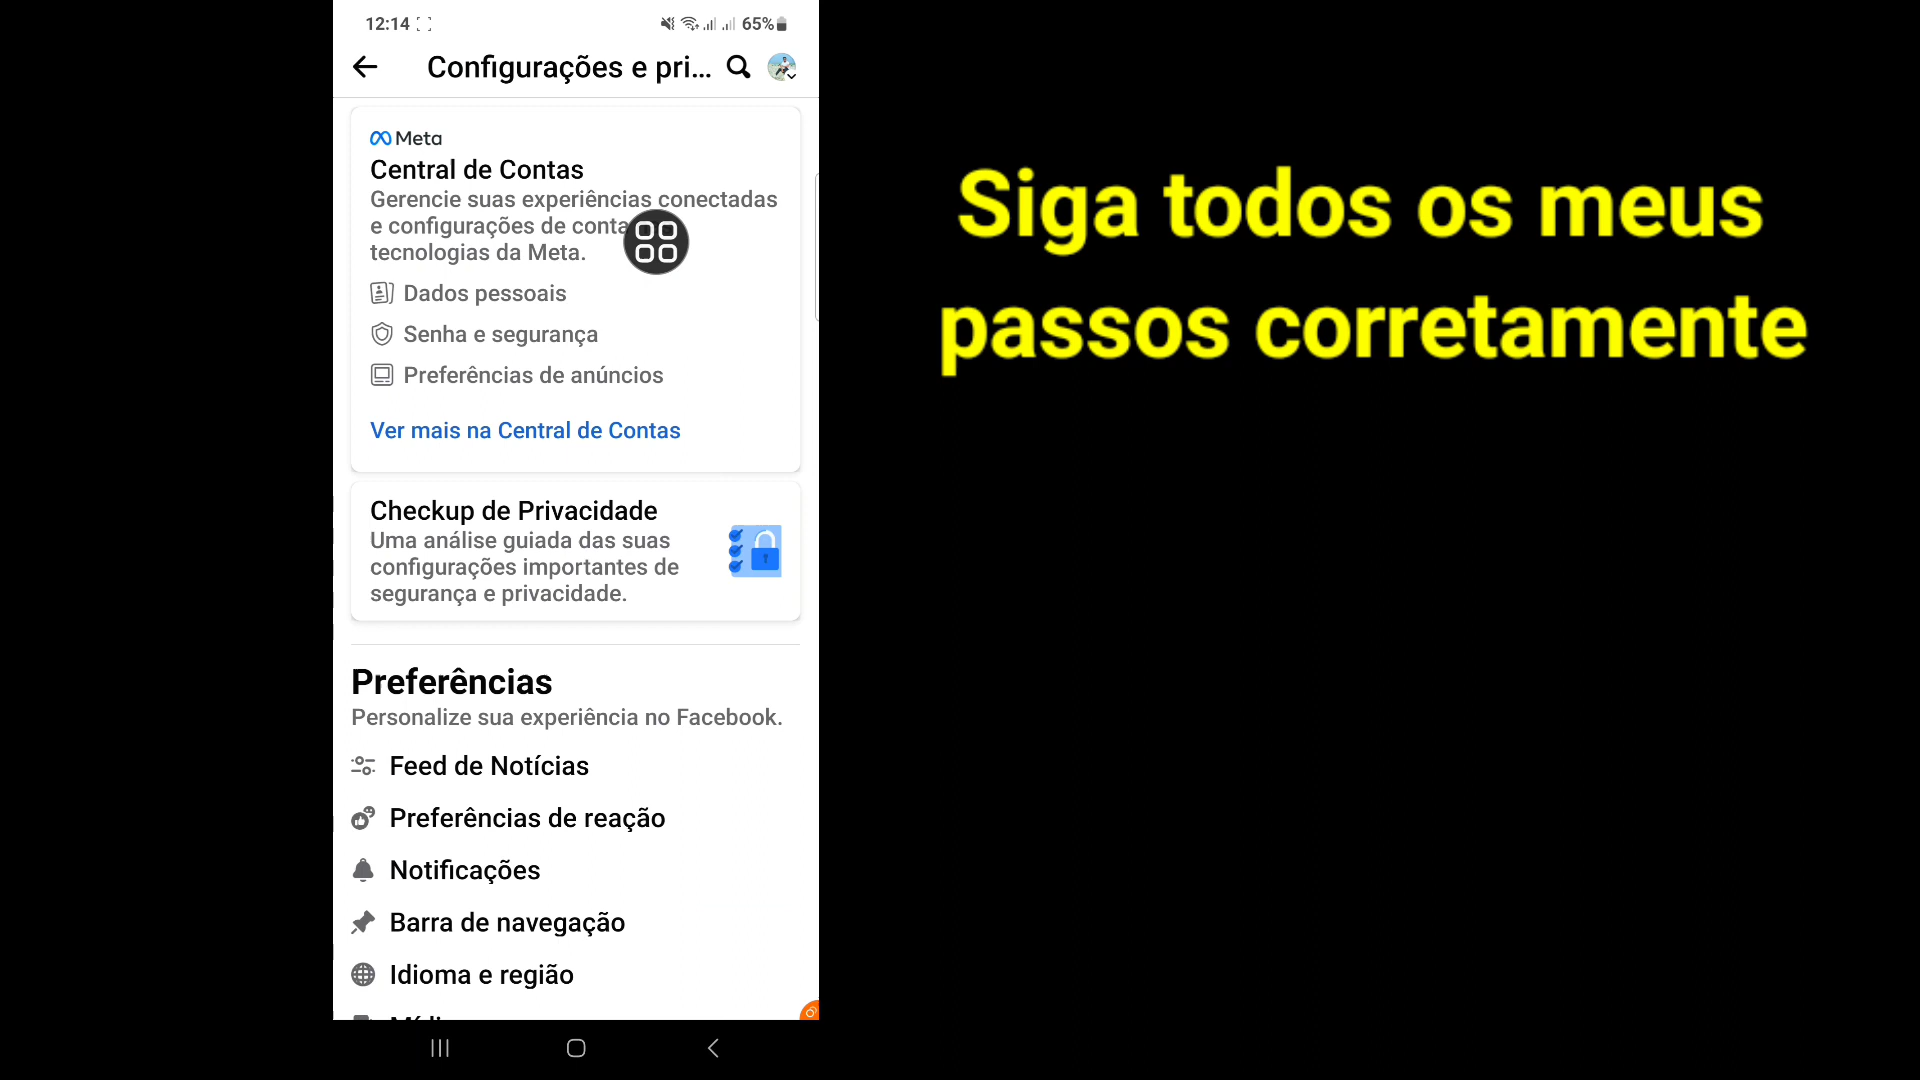 12:14
65%
Configurações e pri...
Meta
Central de Contas
Gerencie suas experiências conectadas
e configurações de conta
tecnologias da Meta.
Dados pessoais
Senha e segurança
Preferências de anúncios
Ver mais na Central de Contas
Checkup de Privacidade
Uma análise guiada das suas
configurações importantes de
segurança e privacidade.
Preferências
Personalize sua experiência no Facebook.
Feed de Notícias
Preferências de reação
Notificações
Barra de navegação
Idioma e região
Siga todos os meus
passos corretamente